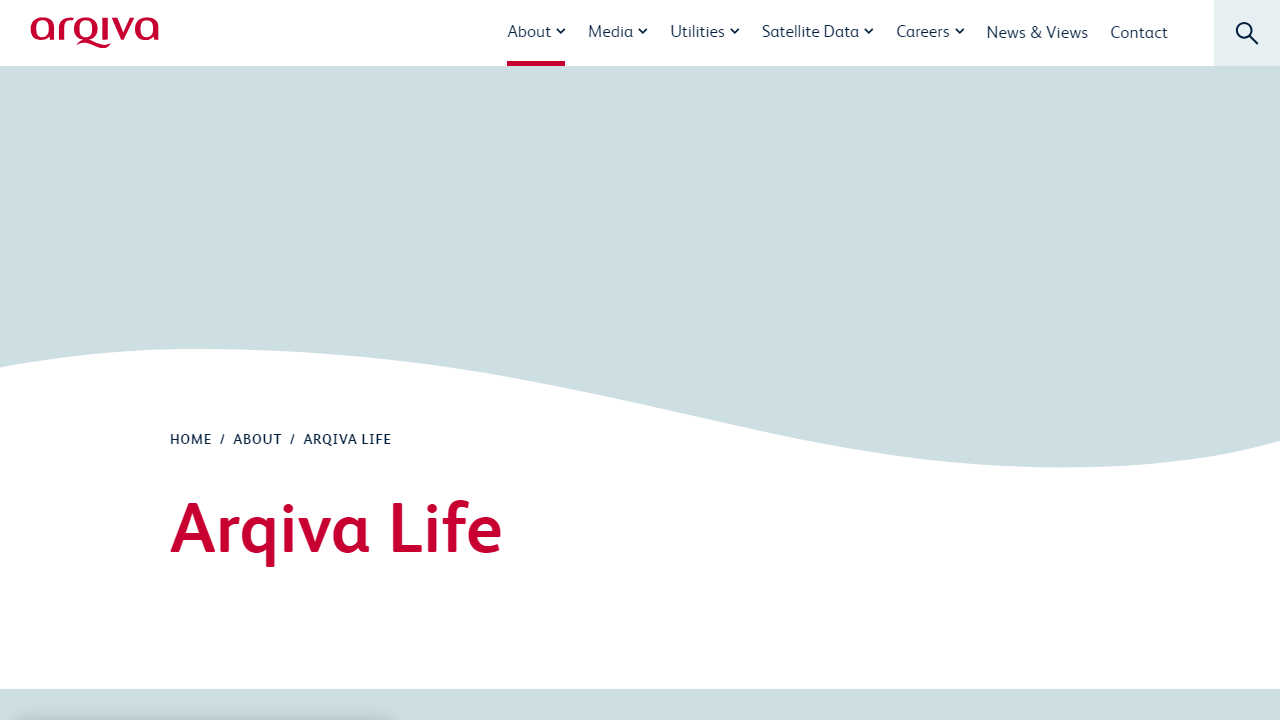 arqiva
About
Media
Utilities
Satellite Data
Careers
News & Views
Contact
HOME / ABOUT / ARQIVA LIFE
Arqiva Life